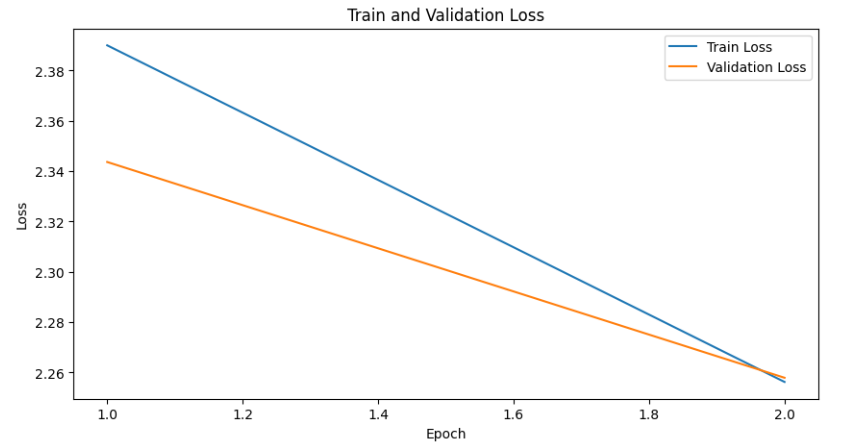 Train and Validation Loss
Train Loss
Validation Loss
Loss
2.38
2.36
2.34
2.32
2.30
2.28
2.26
1.0
1.2
1.4
1.6
1.8
2.0
Epoch